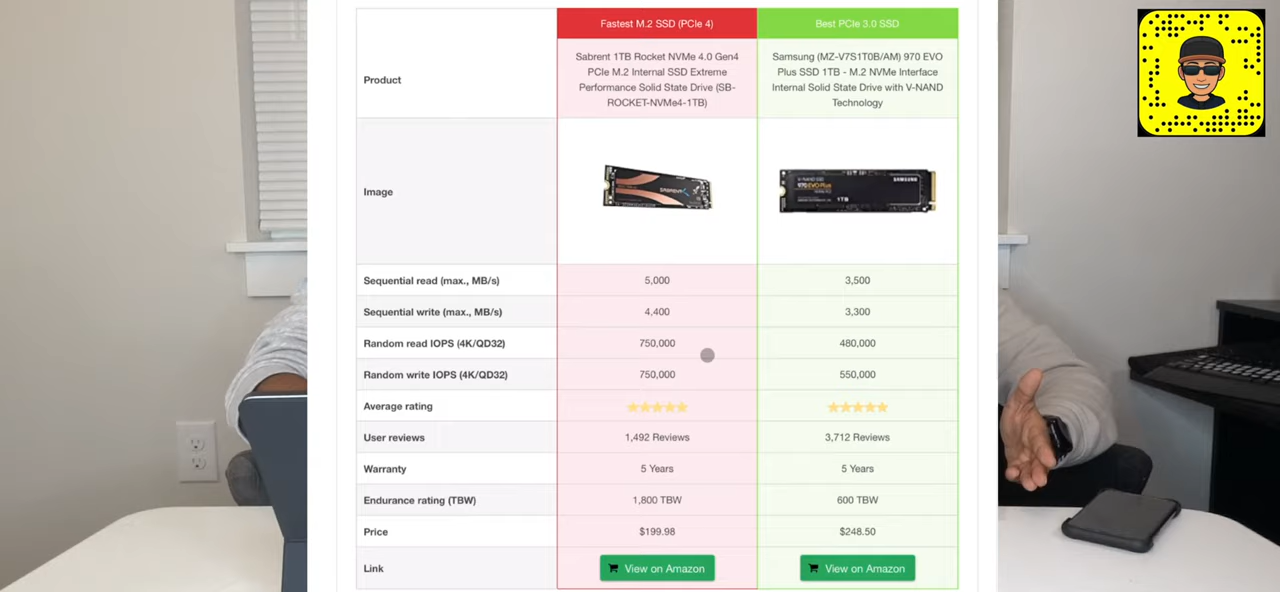 Fastest M.2 SSD (PCIe 4)
Best PCIe 3.0 SSD
Product
Sabrent 1TB Rocket NVMe 4.0 Gen4
PCIe M.2 Internal SSD Extreme
Performance Solid State Drive (SB-
ROCKET-NVMe4-1TB)
Samsung (MZ-V7S1T0B/AM) 970 EVO
Plus SSD 1TB - M.2 NVMe Interface
Internal Solid State Drive with V-NAND
Technology
Image
SABRENT
SAMSUNG
970 EVO Plus
1TB
Sequential read (max., MB/s) 5,000 3,500
Sequential write (max., MB/s) 4,400 3,300
Random read IOPS (4K/QD32) 750,000 480,000
Random write IOPS (4K/QD32) 750,000 550,000
Average rating
User reviews 1,492 Reviews 3,712 Reviews
Warranty 5 Years 5 Years
Endurance rating (TBW) 1,800 TBW 600 TBW
Price $199.98 $248.50
Link View on Amazon View on Amazon